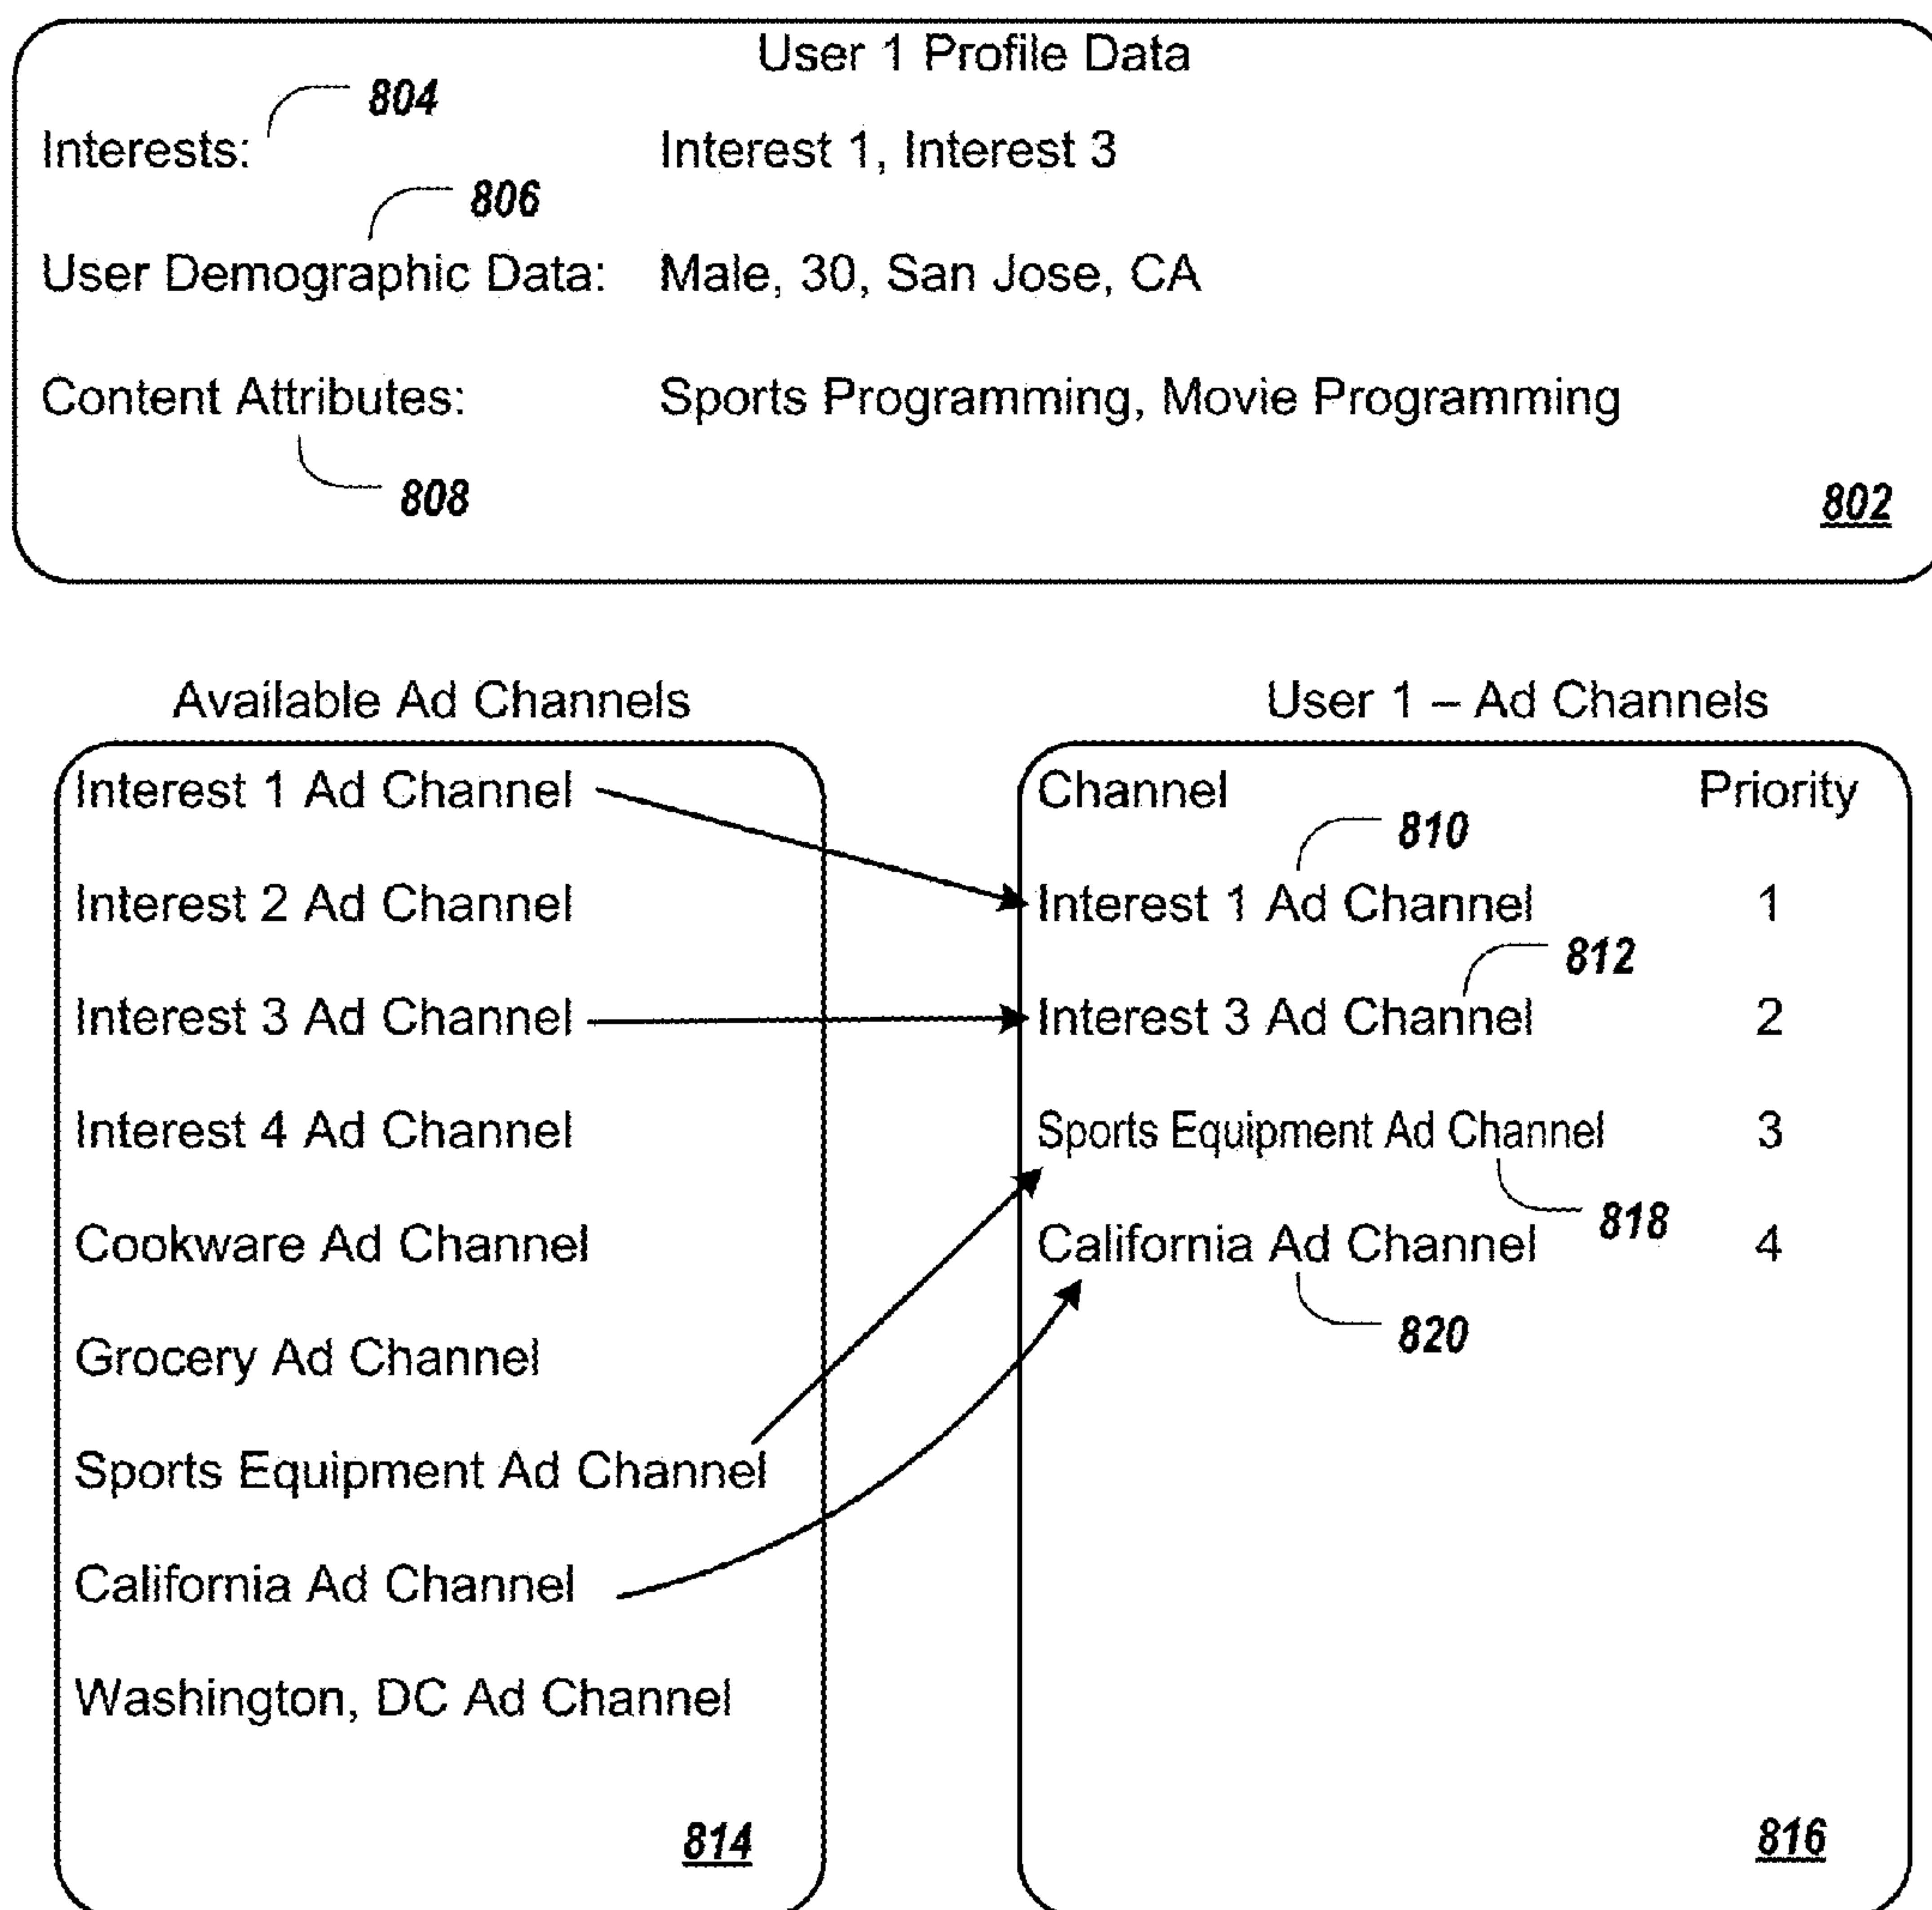 User 1 Profile Data
804
Interests: Interest 1, Interest 3
806
User Demographic Data: Male, 30, San Jose, CA
Content Attributes: Sports Programming, Movie Programming
808
802
Available Ad Channels
Interest 1 Ad Channel
Interest 2 Ad Channel
Interest 3 Ad Channel
Interest 4 Ad Channel
Cookware Ad Channel
Grocery Ad Channel
Sports Equipment Ad Channel
California Ad Channel
Washington, DC Ad Channel
814
User 1 – Ad Channels
Channel Priority
810
Interest 1 Ad Channel 1
812
Interest 3 Ad Channel 2
Sports Equipment Ad Channel 3
818
California Ad Channel 4
820
816